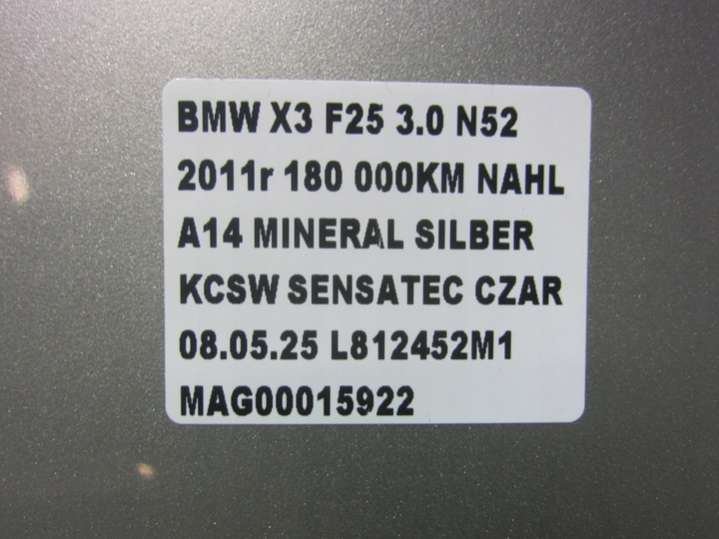 BMW X3 F25 3.0 N52
2011r 180 000KM NAHL
A14 MINERAL SILBER
KCSW SENSATEC CZAR
08.05.25 L812452M1
MAG00015922